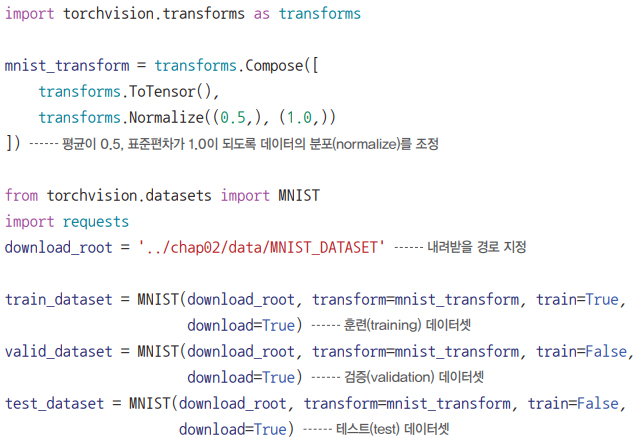 import torchvision.transforms as transforms
mnist_transform = transforms.Compose([
    transforms.ToTensor(),
    transforms.Normalize((0.5,), (1.0,))
]) ------ 평균이 0.5, 표준편차가 1.0이 되도록 데이터의 분포(normalize)를 조정
from torchvision.datasets import MNIST
import requests
download_root = '../chap02/data/MNIST_DATASET' ------ 내려받을 경로 지정
train_dataset = MNIST(download_root, transform=mnist_transform, train=True,
                      download=True) ------ 훈련(training) 데이터셋
valid_dataset = MNIST(download_root, transform=mnist_transform, train=False,
                      download=True) ------ 검증(validation) 데이터셋
test_dataset = MNIST(download_root, transform=mnist_transform, train=False,
                     download=True) ------ 테스트(test) 데이터셋